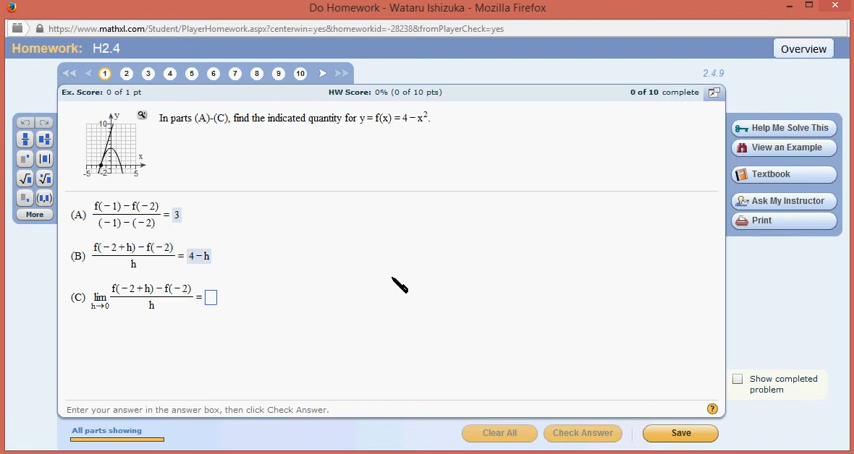 Do Homework - Wataru Ishizuka - Mozilla Firefox
https://www.mathxl.com/Student/PlayerHomework.aspx?centerwin=yes&homeworkid=-28238&fromPlayerCheck=yes
Homework: H2.4
Overview
1 2 3 4 5 6 7 8 9 10
2.4.9
Ex. Score: 0 of 1 pt
HW Score: 0% (0 of 10 pts)
0 of 10 complete
y
10
x
-5 -2 5
In parts (A)-(C), find the indicated quantity for y = f(x) = 4 − x².
(A) f(−1) − f(−2) / (−1) − (−2) = 3
(B) f(−2 + h) − f(−2) / h = 4 − h
(C) lim h→0 f(−2 + h) − f(−2) / h =
More
Help Me Solve This
View an Example
Textbook
Ask My Instructor
Print
Show completed
problem
Enter your answer in the answer box, then click Check Answer.
?
All parts showing
Clear All
Check Answer
Save